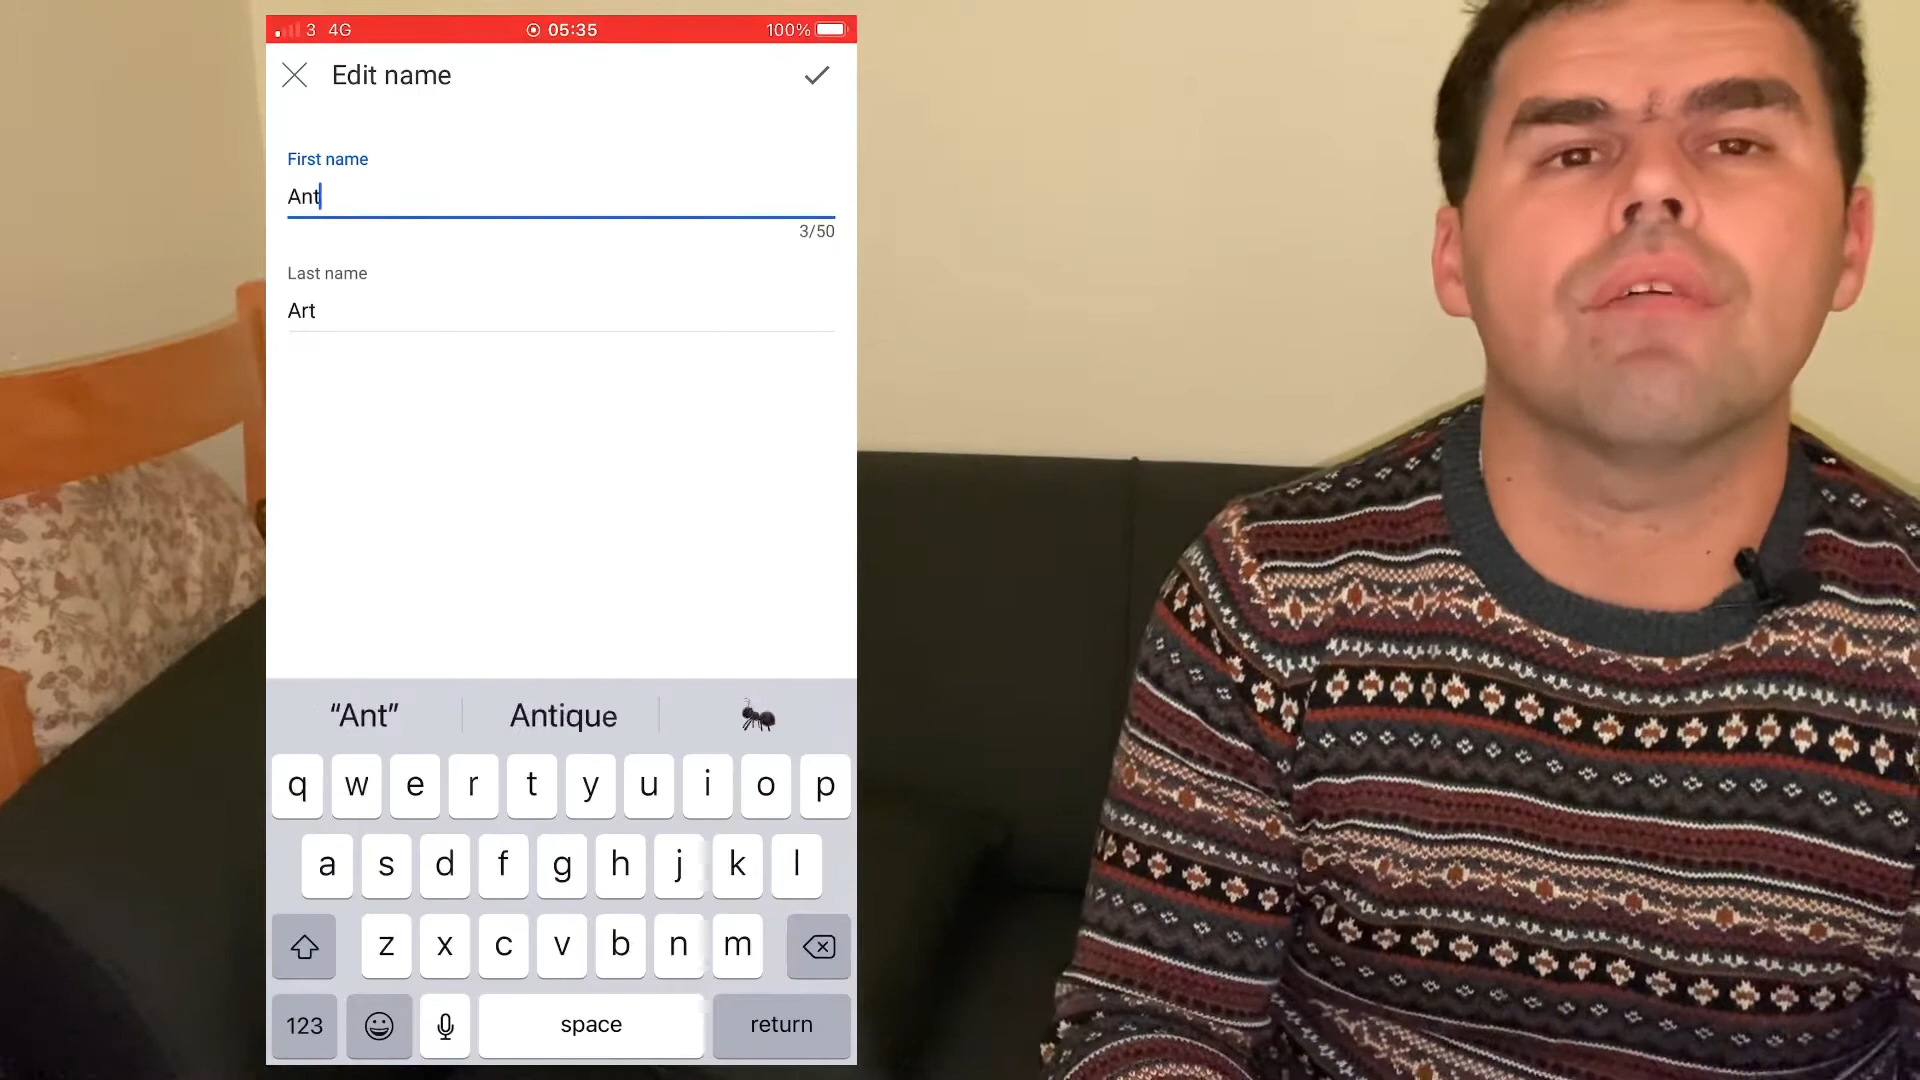 3 4G 05:35 100%
Edit name
First name
Ant
3/50
Last name
Art
“Ant” Antique
q w e r t y u i o p
a s d f g h j k l
z x c v b n m
123 space return